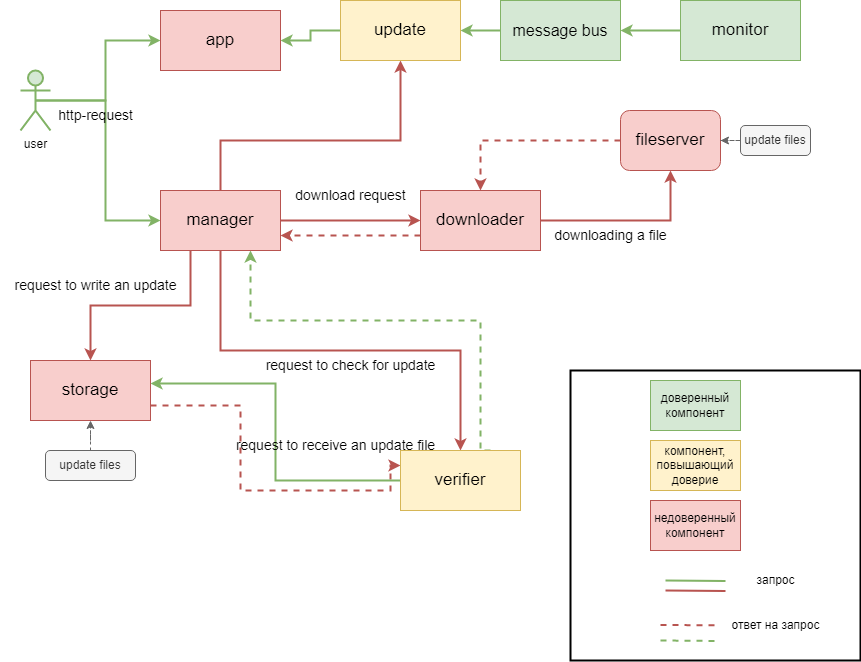 app
update
message bus
monitor
user
http-request
fileserver
update files
manager
download request
downloader
downloading a file
request to write an update
request to check for update
storage
update files
request to receive an update file
verifier
доверенный
компонент
компонент,
повышающий
доверие
недоверенный
компонент
запрос
ответ на запрос